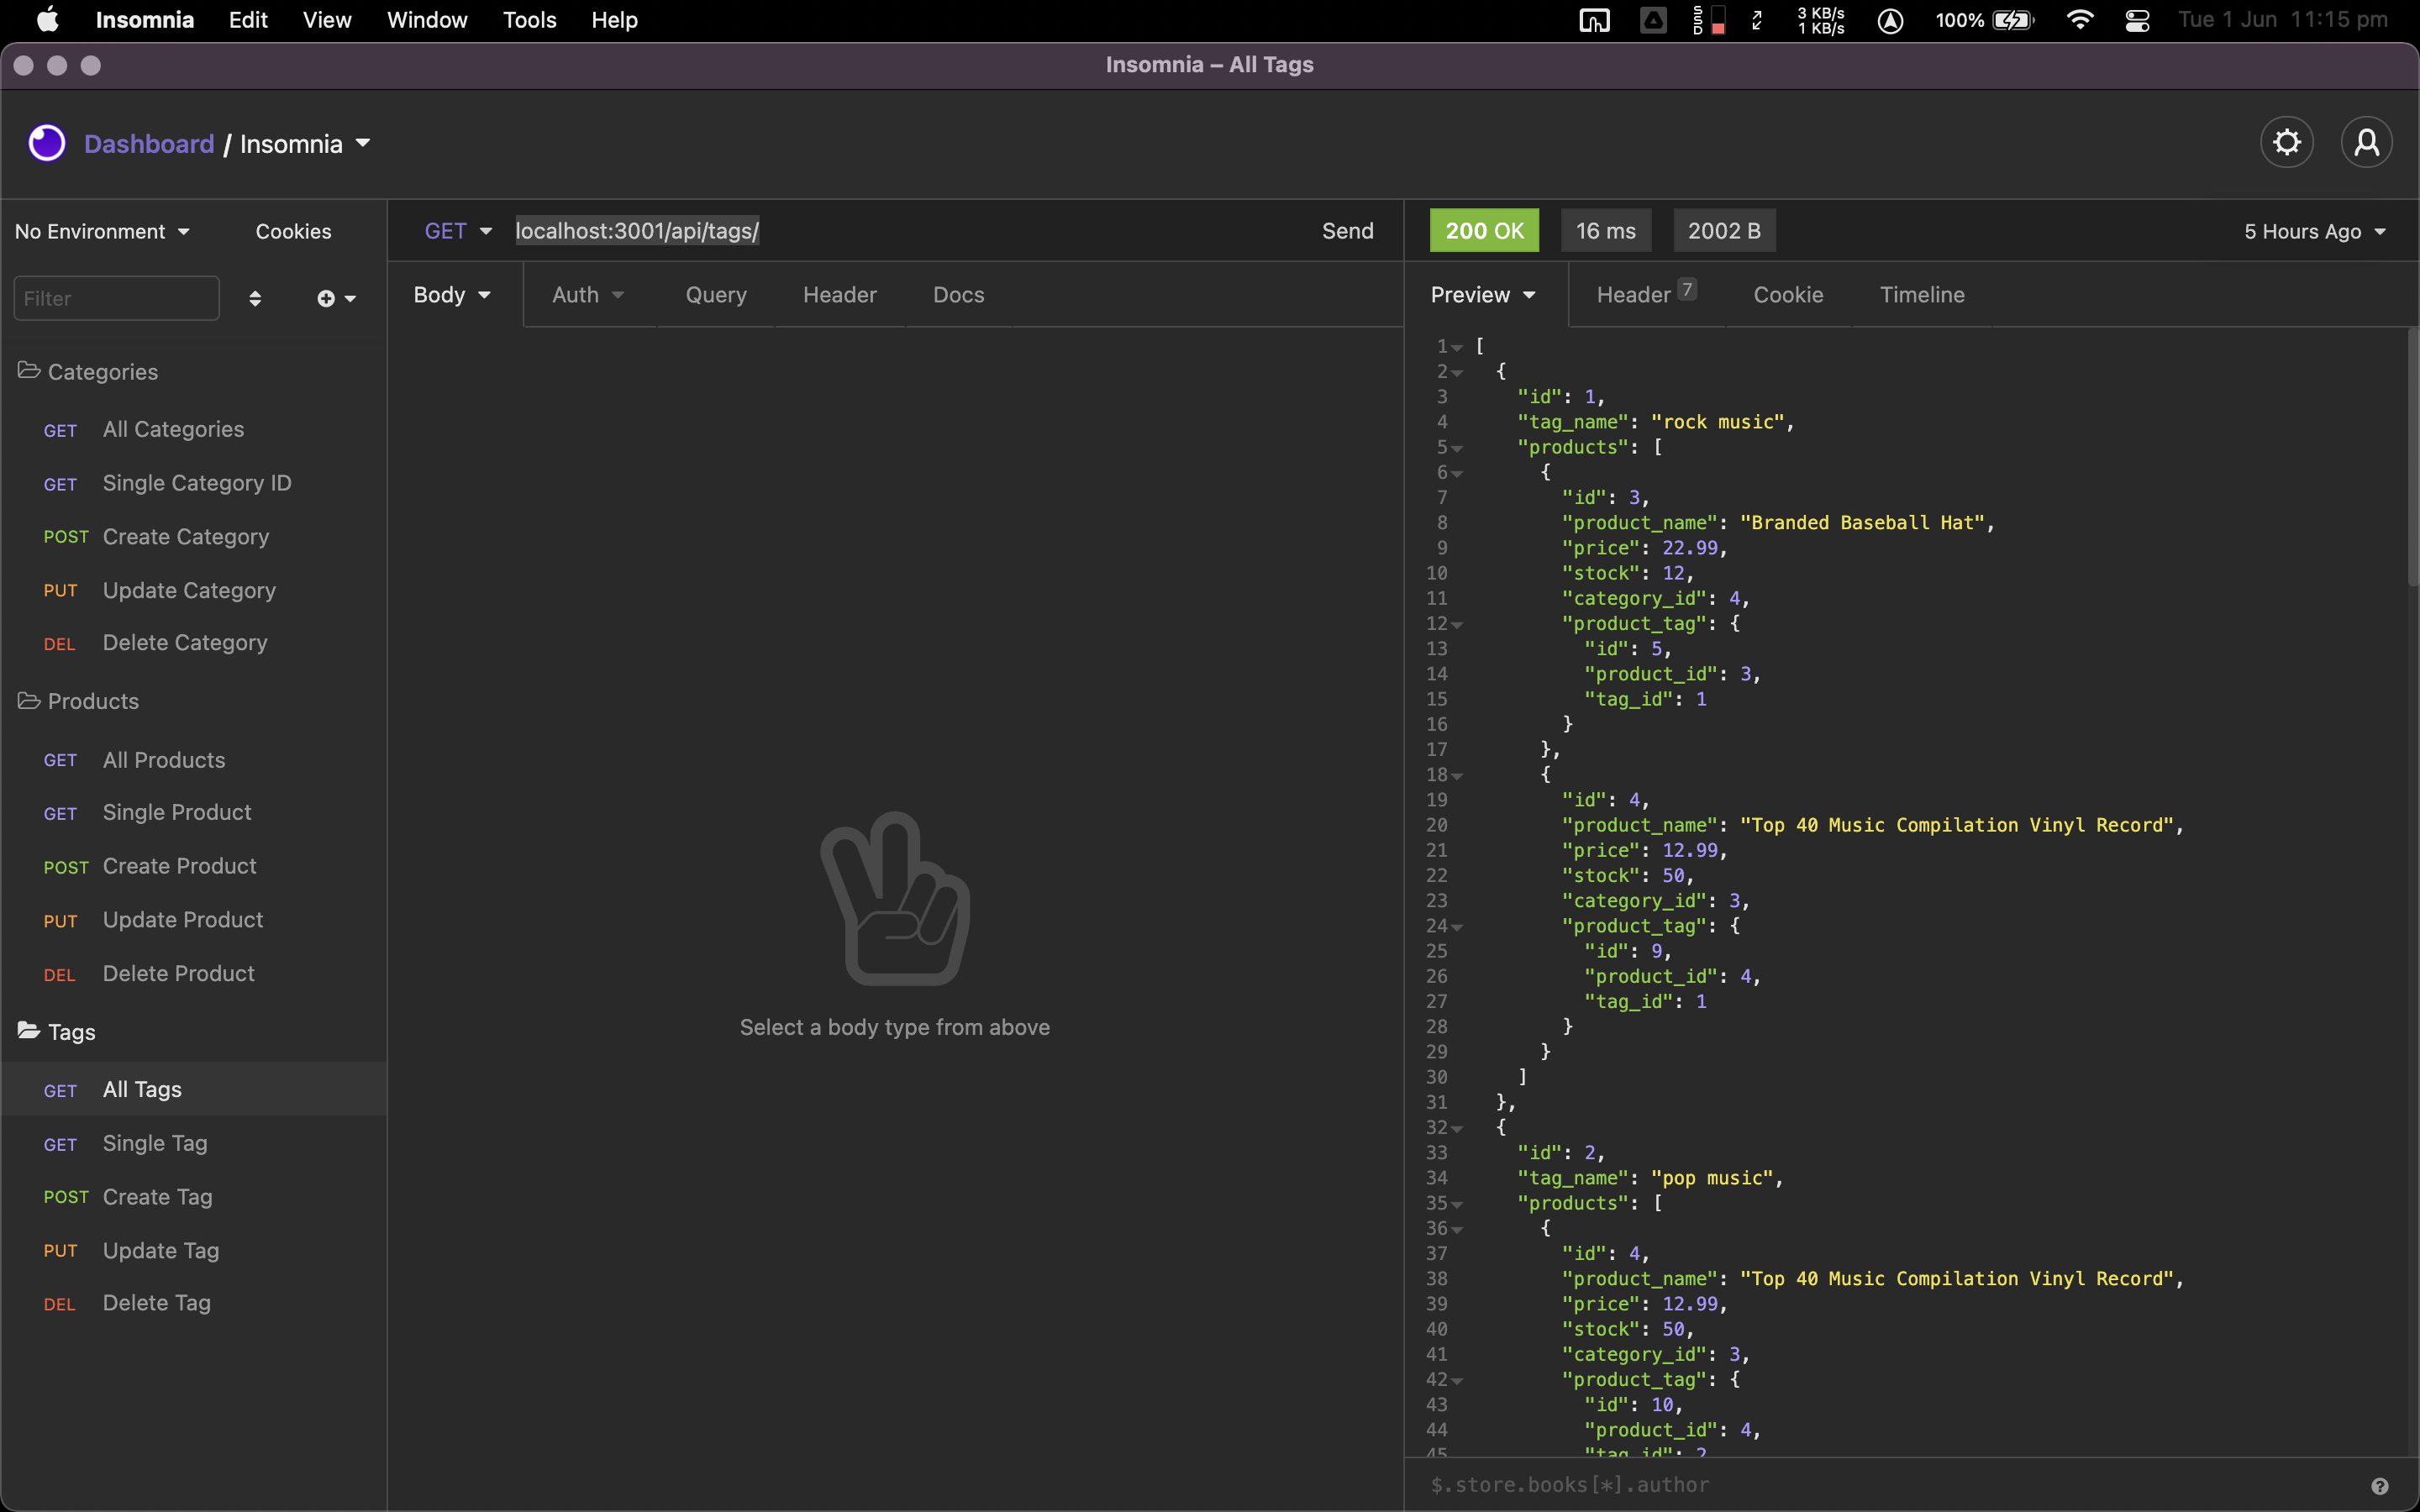 Insomnia Edit View Window Tools Help SSD 3 KB/s 1 KB/s 100% Tue 1 Jun 11:15 pm
Insomnia – All Tags
Dashboard / Insomnia
No Environment Cookies
Filter
Categories
GET All Categories
GET Single Category ID
POST Create Category
PUT Update Category
DEL Delete Category
Products
GET All Products
GET Single Product
POST Create Product
PUT Update Product
DEL Delete Product
Tags
GET All Tags
GET Single Tag
POST Create Tag
PUT Update Tag
DEL Delete Tag
GET localhost:3001/api/tags/ Send
Body Auth Query Header Docs
Select a body type from above
200 OK 16 ms 2002 B 5 Hours Ago
Preview Header 7 Cookie Timeline
1 [
2 {
3 "id": 1,
4 "tag_name": "rock music",
5 "products": [
6 {
7 "id": 3,
8 "product_name": "Branded Baseball Hat",
9 "price": 22.99,
10 "stock": 12,
11 "category_id": 4,
12 "product_tag": {
13 "id": 5,
14 "product_id": 3,
15 "tag_id": 1
16 }
17 },
18 {
19 "id": 4,
20 "product_name": "Top 40 Music Compilation Vinyl Record",
21 "price": 12.99,
22 "stock": 50,
23 "category_id": 3,
24 "product_tag": {
25 "id": 9,
26 "product_id": 4,
27 "tag_id": 1
28 }
29 }
30 ]
31 },
32 {
33 "id": 2,
34 "tag_name": "pop music",
35 "products": [
36 {
37 "id": 4,
38 "product_name": "Top 40 Music Compilation Vinyl Record",
39 "price": 12.99,
40 "stock": 50,
41 "category_id": 3,
42 "product_tag": {
43 "id": 10,
44 "product_id": 4,
45 "tag_id": 2
$.store.books[*].author